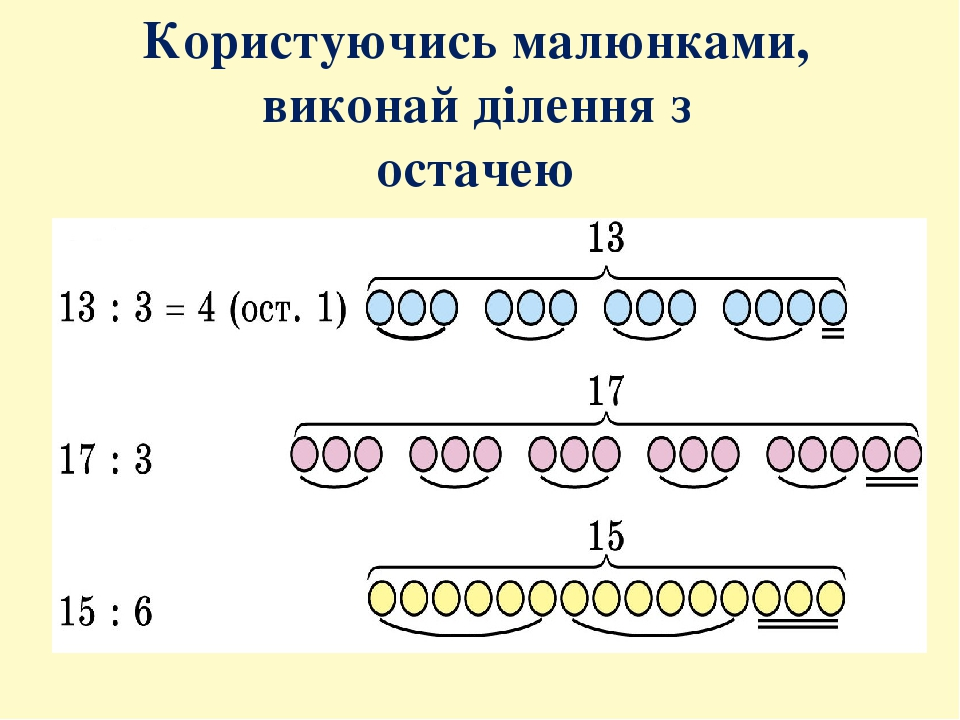 Користуючись малюнками,
виконай ділення з
остачею
13
13 : 3 = 4 (ост. 1)
17
17 : 3
15
15 : 6